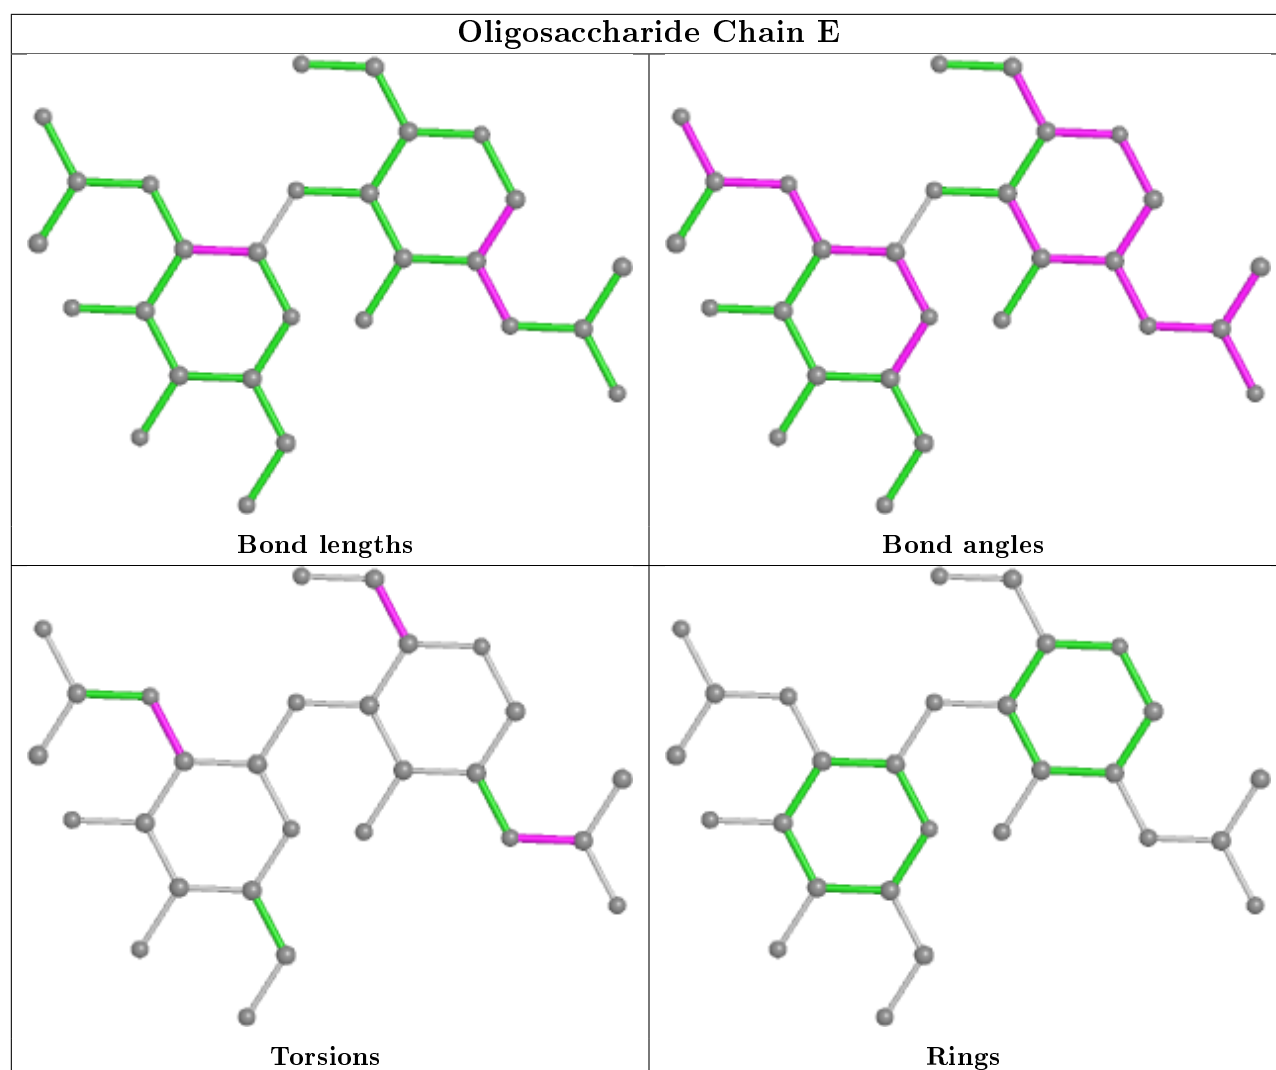 Oligosaccharide Chain E
Bond lengths
Bond angles
Torsions
Rings